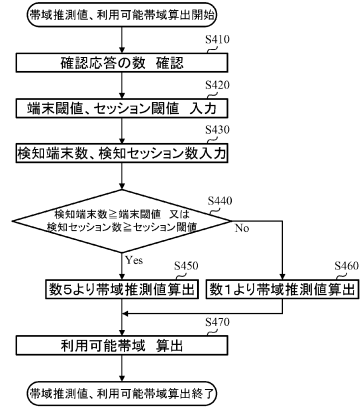 帯域推測値、利用可能帯域算出開始
S410
確認応答の数 確認
S420
端末閾値、セッション閾値 入力
S430
検知端末数、検知セッション数入力
S440
検知端末数≧端末閾値 又は
検知セッション数≧セッション閾値
No
Yes
S450
数5より帯域推測値算出
S460
数1より帯域推測値算出
S470
利用可能帯域 算出
帯域推測値、利用可能帯域算出終了